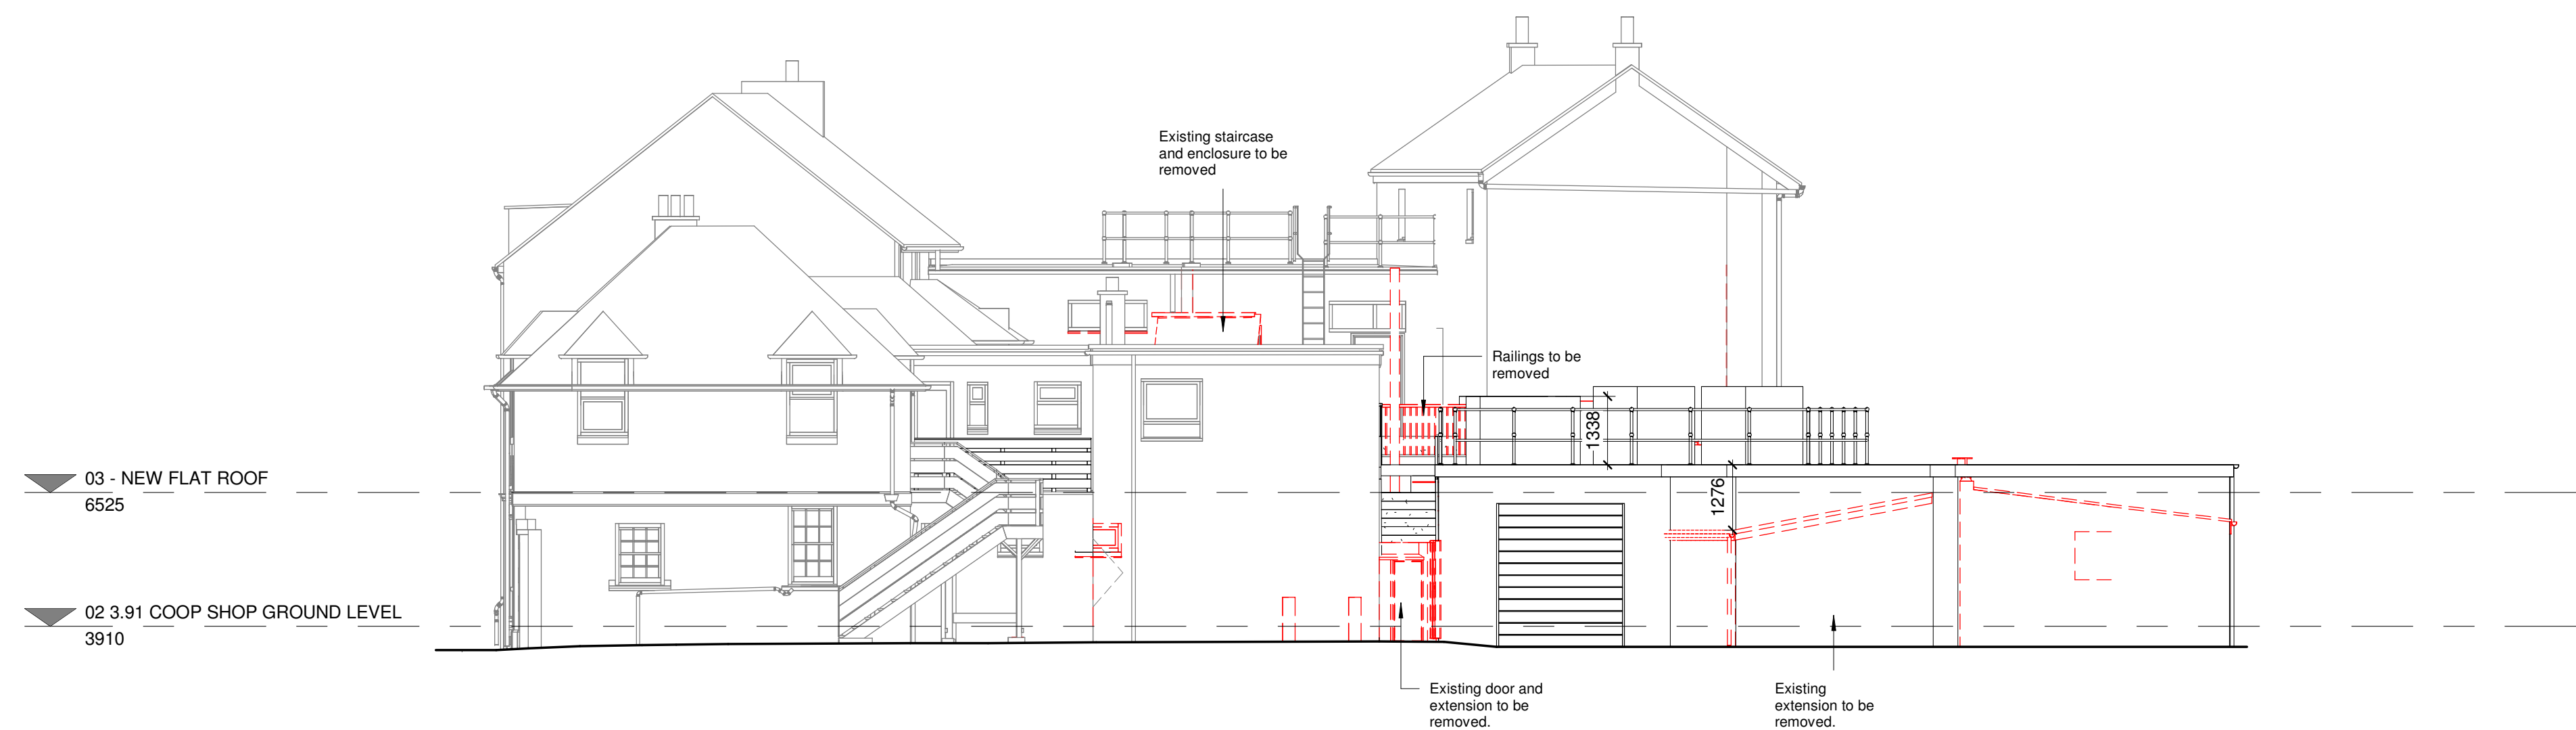 Existing staircase
and enclosure to be
removed
Railings to be
removed
1338
03 - NEW FLAT ROOF
6525
1276
02 3.91 COOP SHOP GROUND LEVEL
3910
Existing door and
extension to be
removed.
Existing
extension to be
removed.